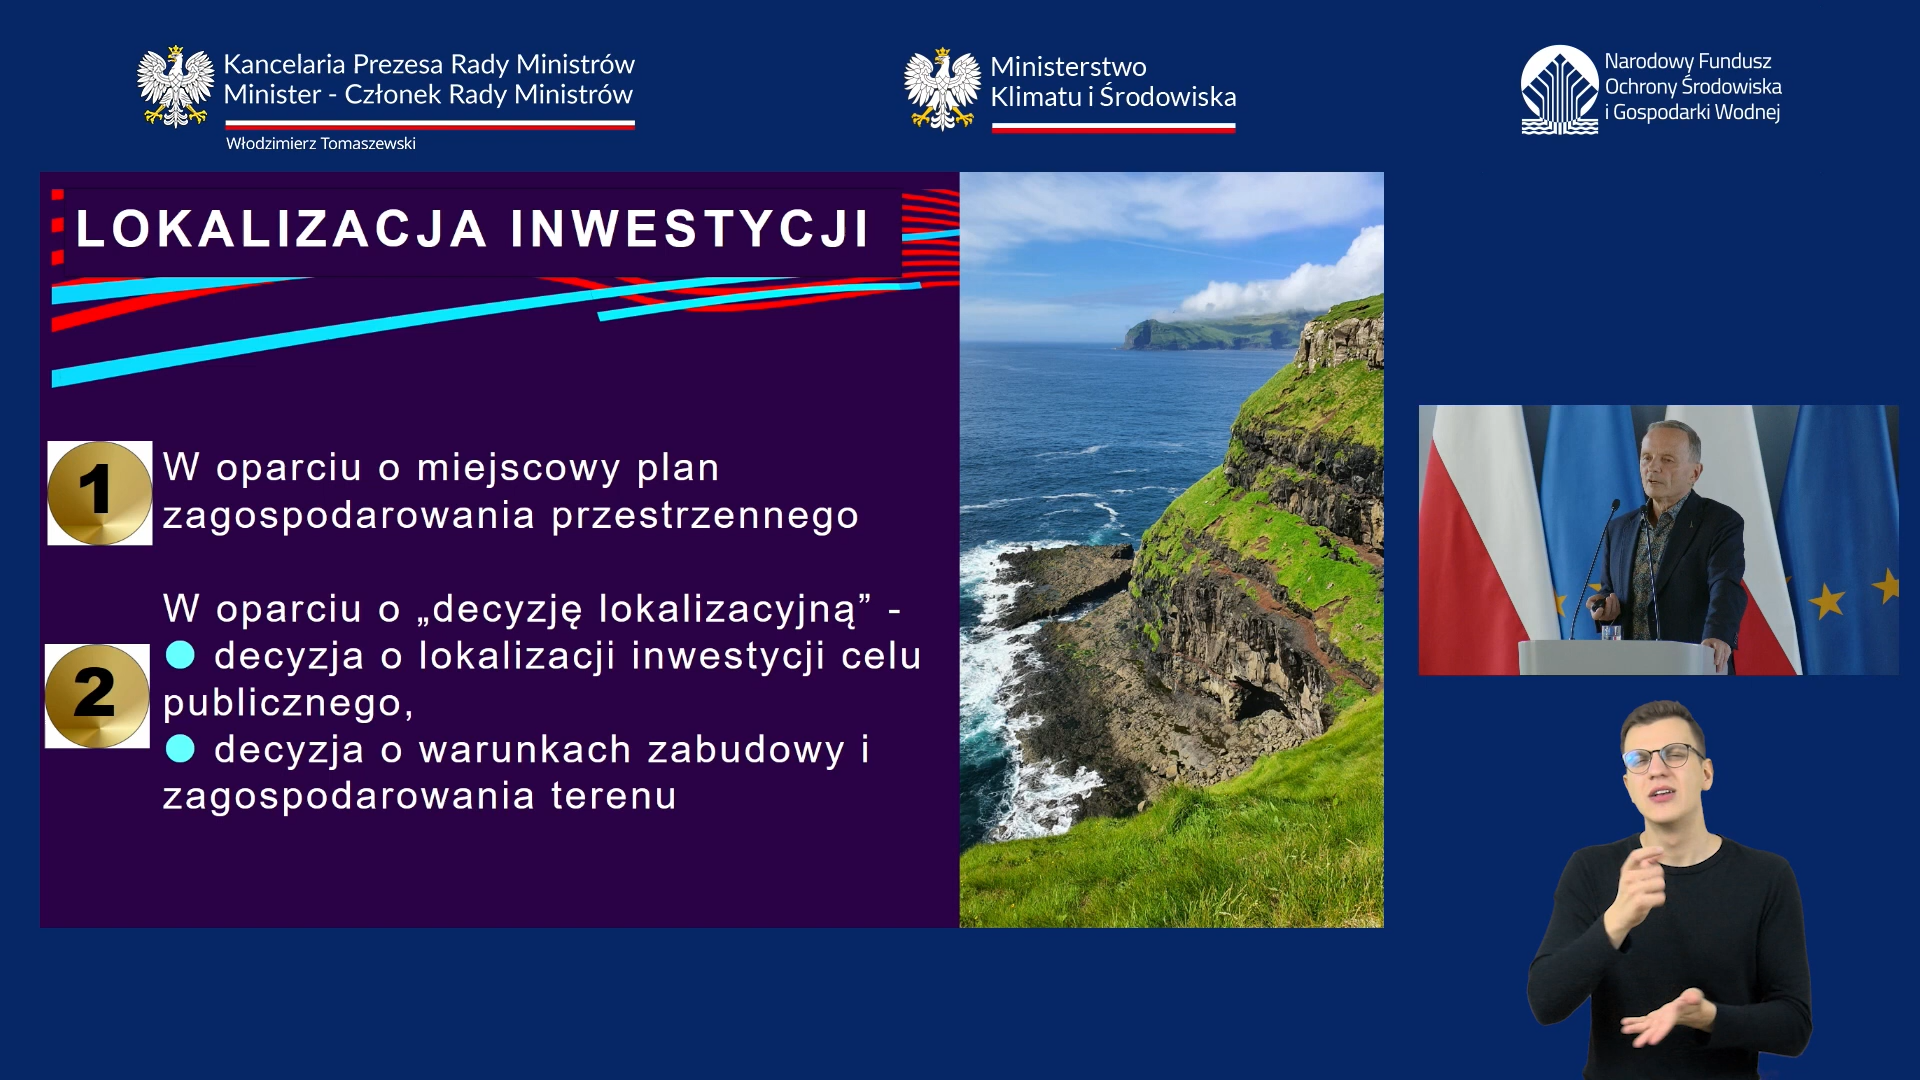 Kancelaria Prezesa Rady Ministrów
Minister - Członek Rady Ministrów
Włodzimierz Tomaszewski
Ministerstwo
Klimatu i Środowiska
Narodowy Fundusz
Ochrony Środowiska
i Gospodarki Wodnej
LOKALIZACJA INWESTYCJI
1
W oparciu o miejscowy plan
zagospodarowania przestrzennego
2
W oparciu o „decyzję lokalizacyjną” -
● decyzja o lokalizacji inwestycji celu
publicznego,
● decyzja o warunkach zabudowy i
zagospodarowania terenu